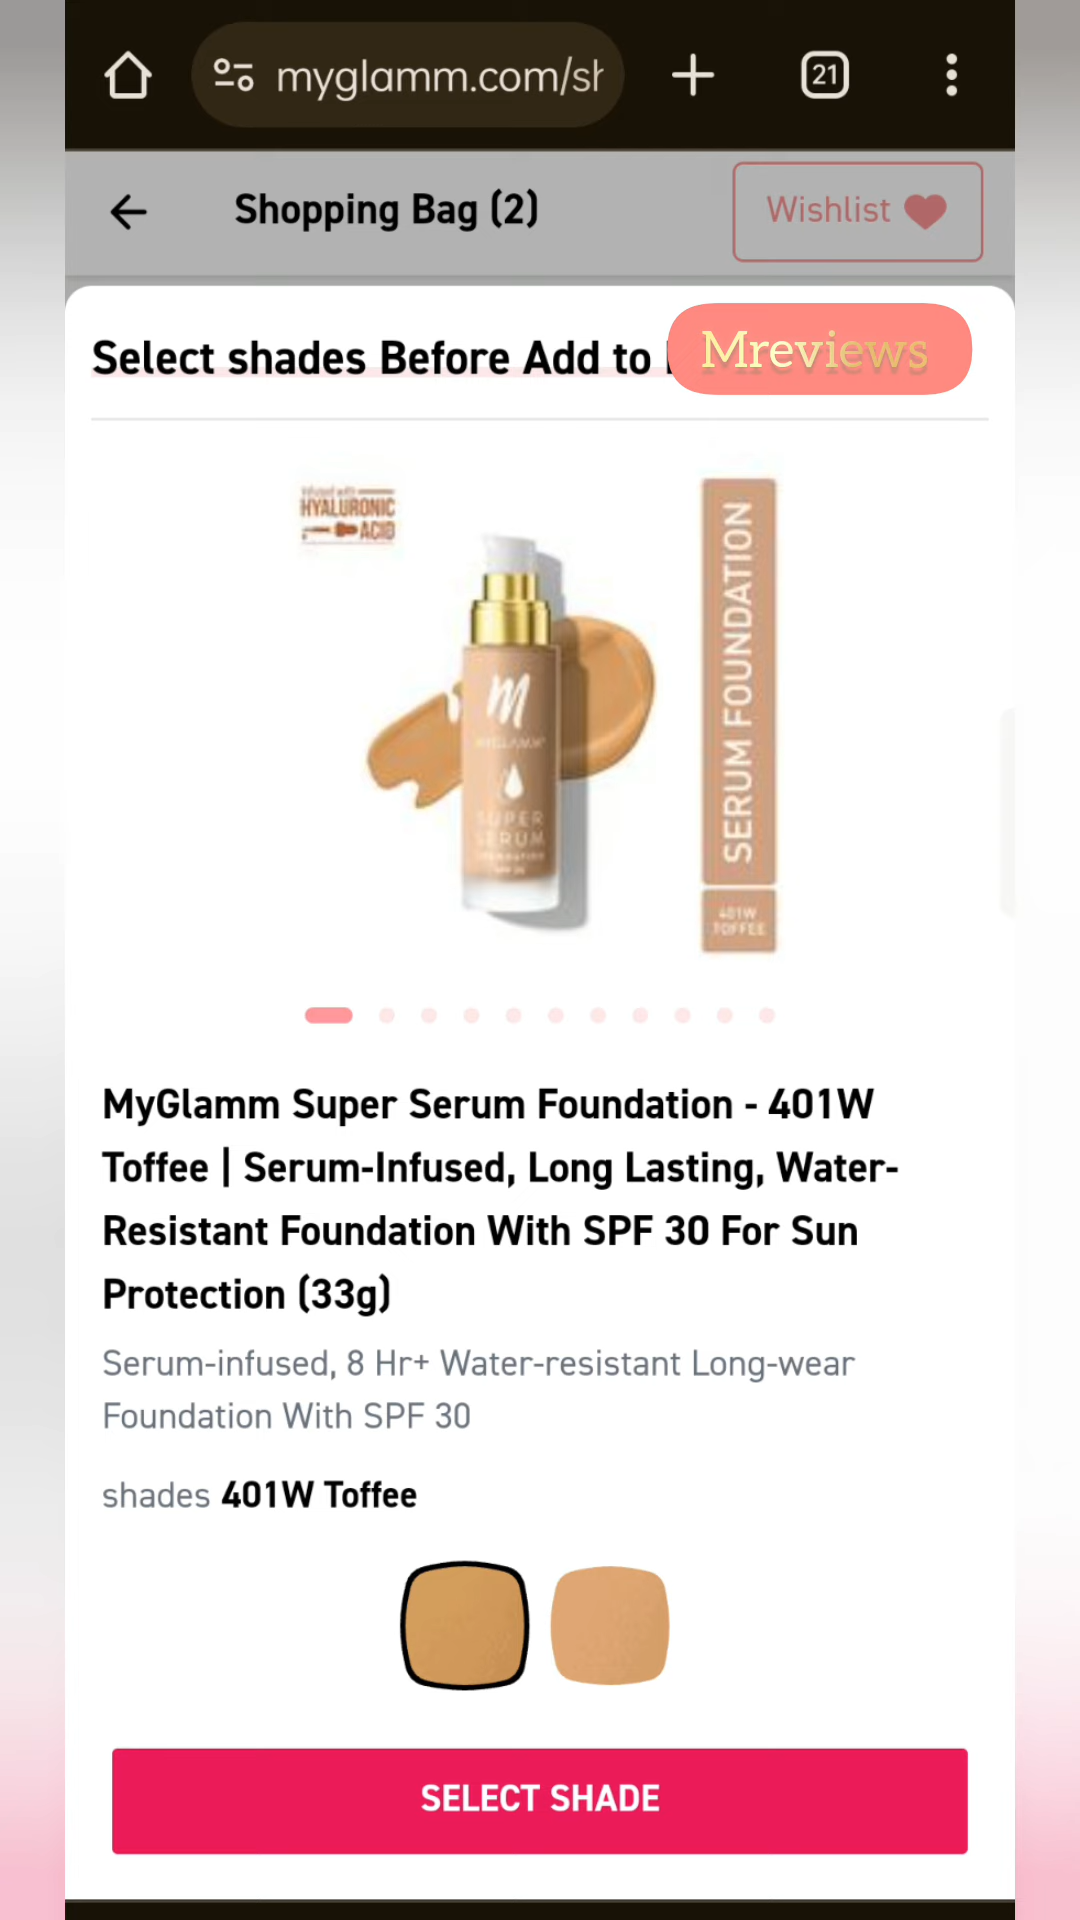 myglamm.com/sh
21
Shopping Bag (2)
Wishlist
Select shades Before Add to
Mreviews
HYALURONIC
ACID
SERUM FOUNDATION
M
MYGLAMM
SUPER
SERUM
401W
TOFFEE
MyGlamm Super Serum Foundation - 401W
Toffee | Serum-Infused, Long Lasting, Water-
Resistant Foundation With SPF 30 For Sun
Protection (33g)
Serum-infused, 8 Hr+ Water-resistant Long-wear
Foundation With SPF 30
shades 401W Toffee
SELECT SHADE